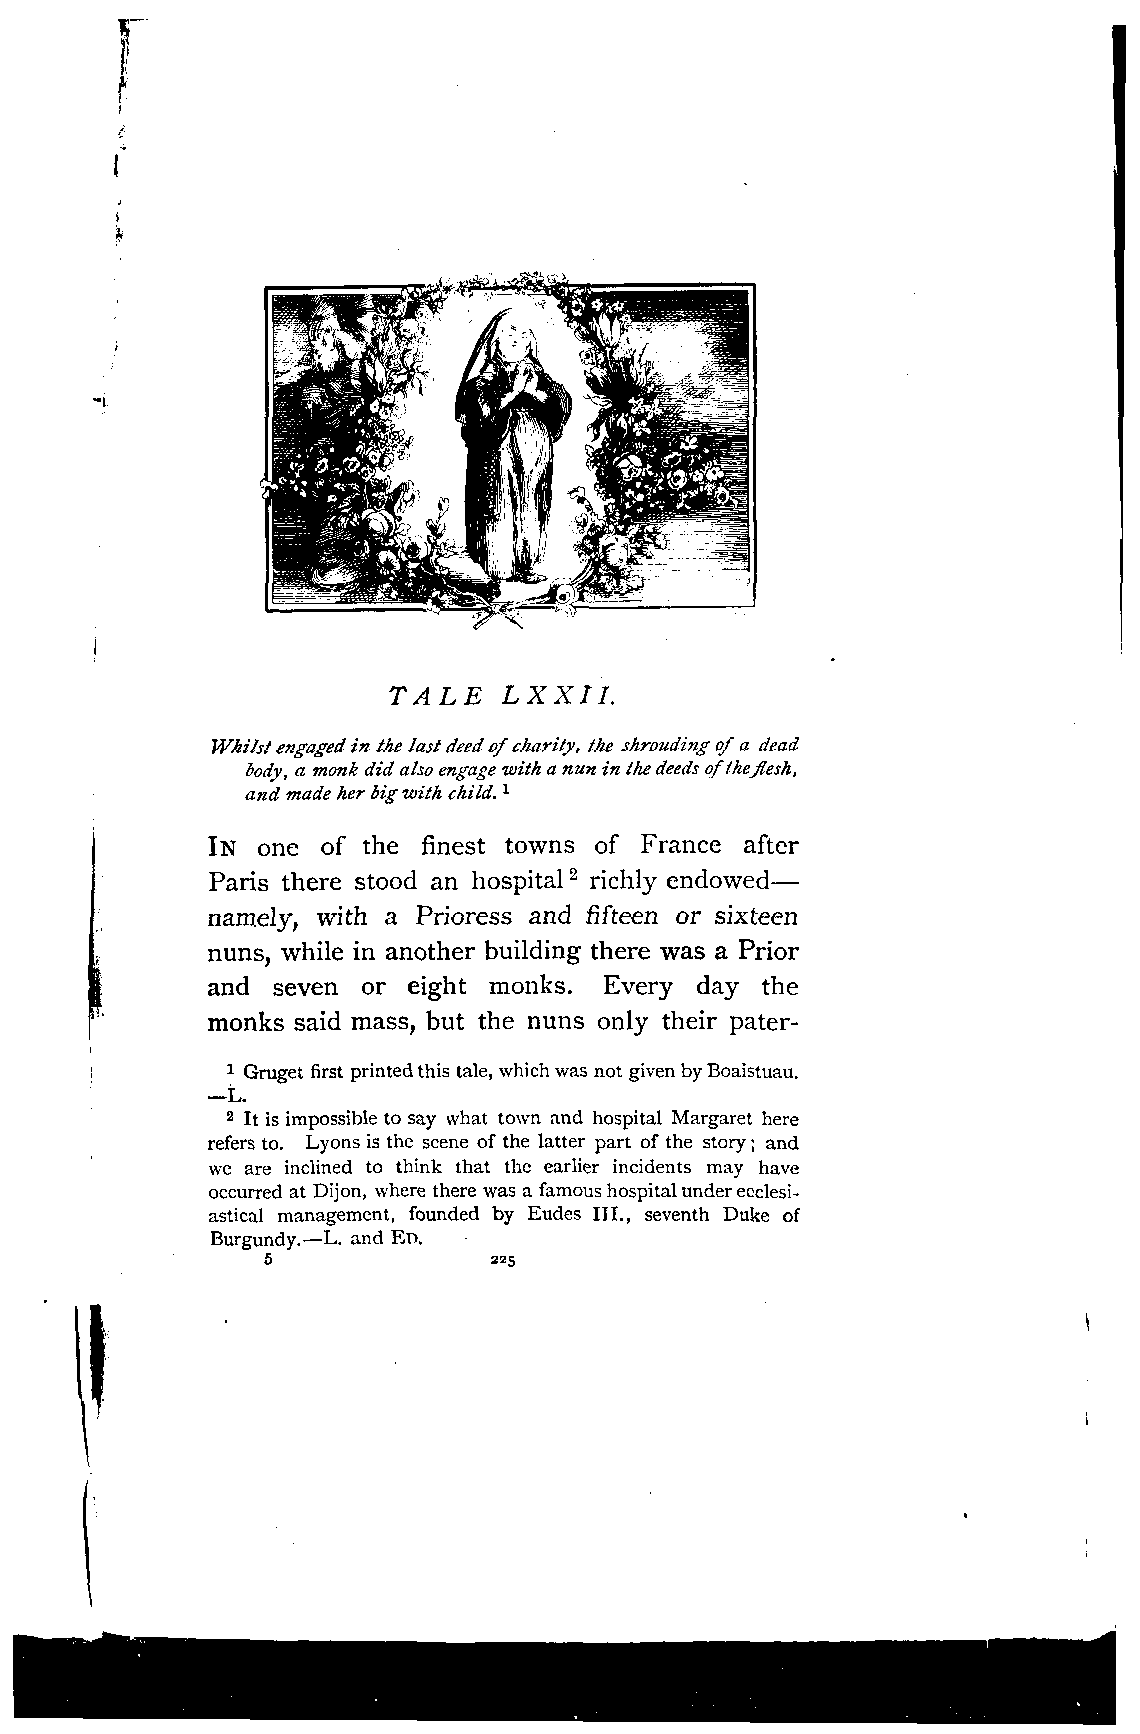 TALE LXXII.
Whilst engaged in the last deed of charity, the shrouding of a dead
body, a monk did also engage with a nun in the deeds of the flesh,
and made her big with child. 1
IN one of the finest towns of France after
Paris there stood an hospital 2 richly endowed—
namely, with a Prioress and fifteen or sixteen
nuns, while in another building there was a Prior
and seven or eight monks. Every day the
monks said mass, but the nuns only their pater-
1 Gruget first printed this tale, which was not given by Boaistuau.
—L.
2 It is impossible to say what town and hospital Margaret here
refers to. Lyons is the scene of the latter part of the story; and
we are inclined to think that the earlier incidents may have
occurred at Dijon, where there was a famous hospital under ecclesi-
astical management, founded by Eudes III., seventh Duke of
Burgundy.—L. and ED.
5 225